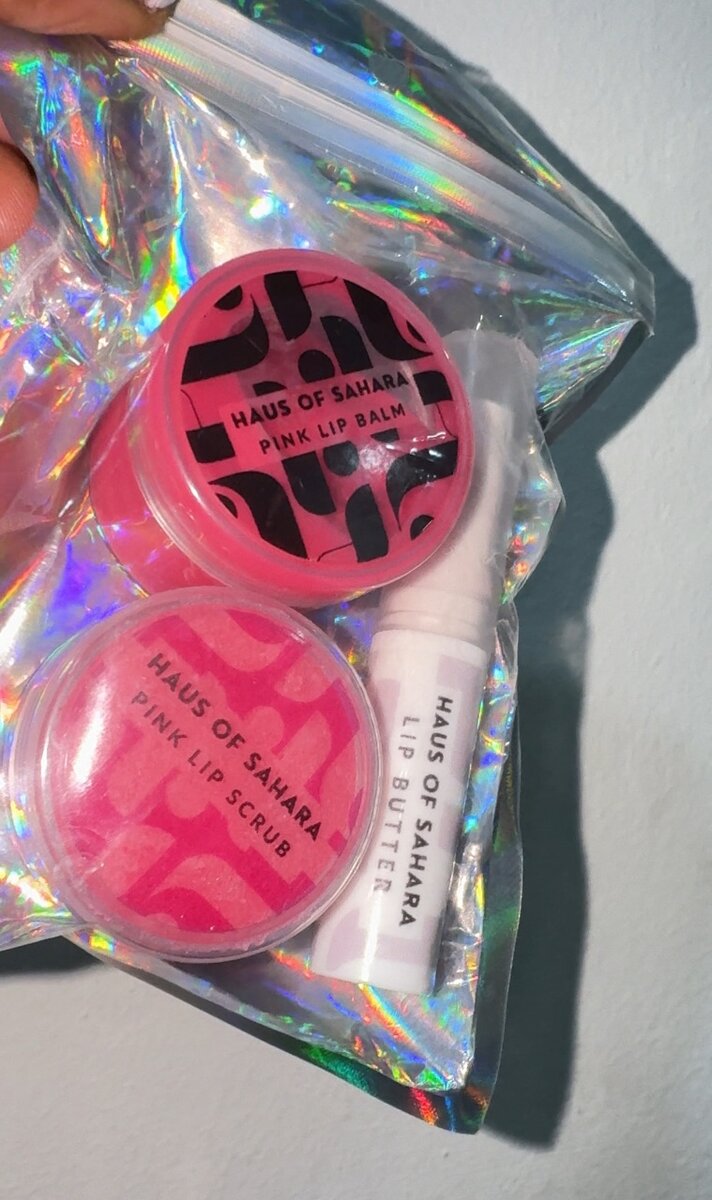 HAUS OF SAHARA
PINK LIP BALM
HAUS OF SAHARA
PINK LIP SCRUB
HAUS OF SAHARA
LIP BUTTER